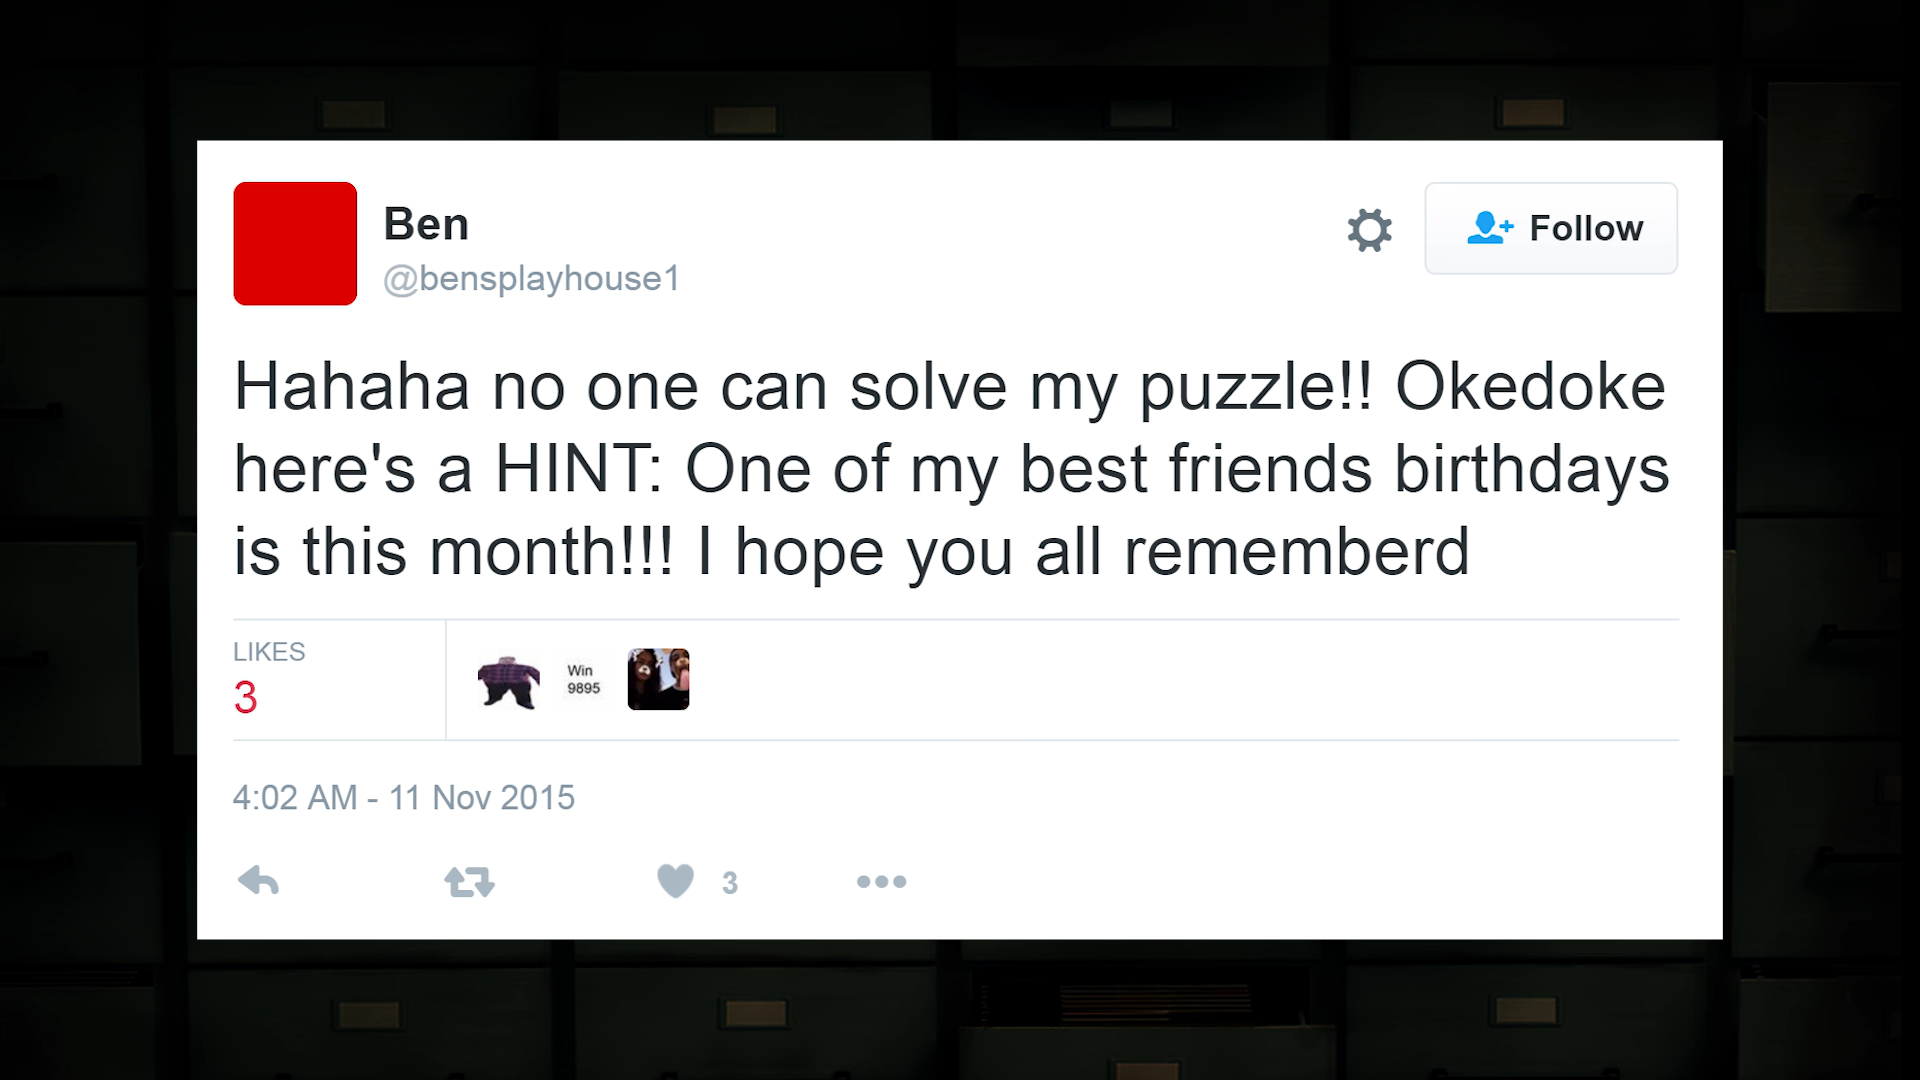 Ben
@bensplayhouse1
Follow
Hahaha no one can solve my puzzle!! Okedoke
here's a HINT: One of my best friends birthdays
is this month!!! I hope you all rememberd
LIKES
3
Win
9895
4:02 AM - 11 Nov 2015
3